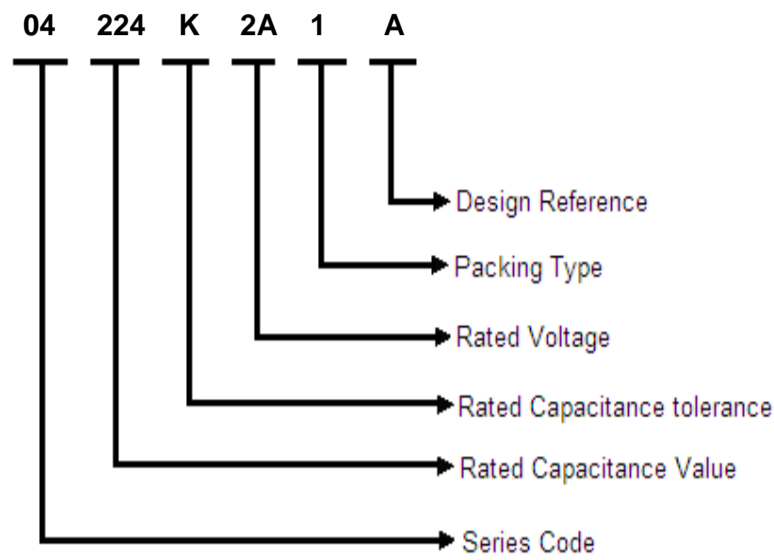 04 224 K 2A 1 A
Design Reference
Packing Type
Rated Voltage
Rated Capacitance tolerance
Rated Capacitance Value
Series Code